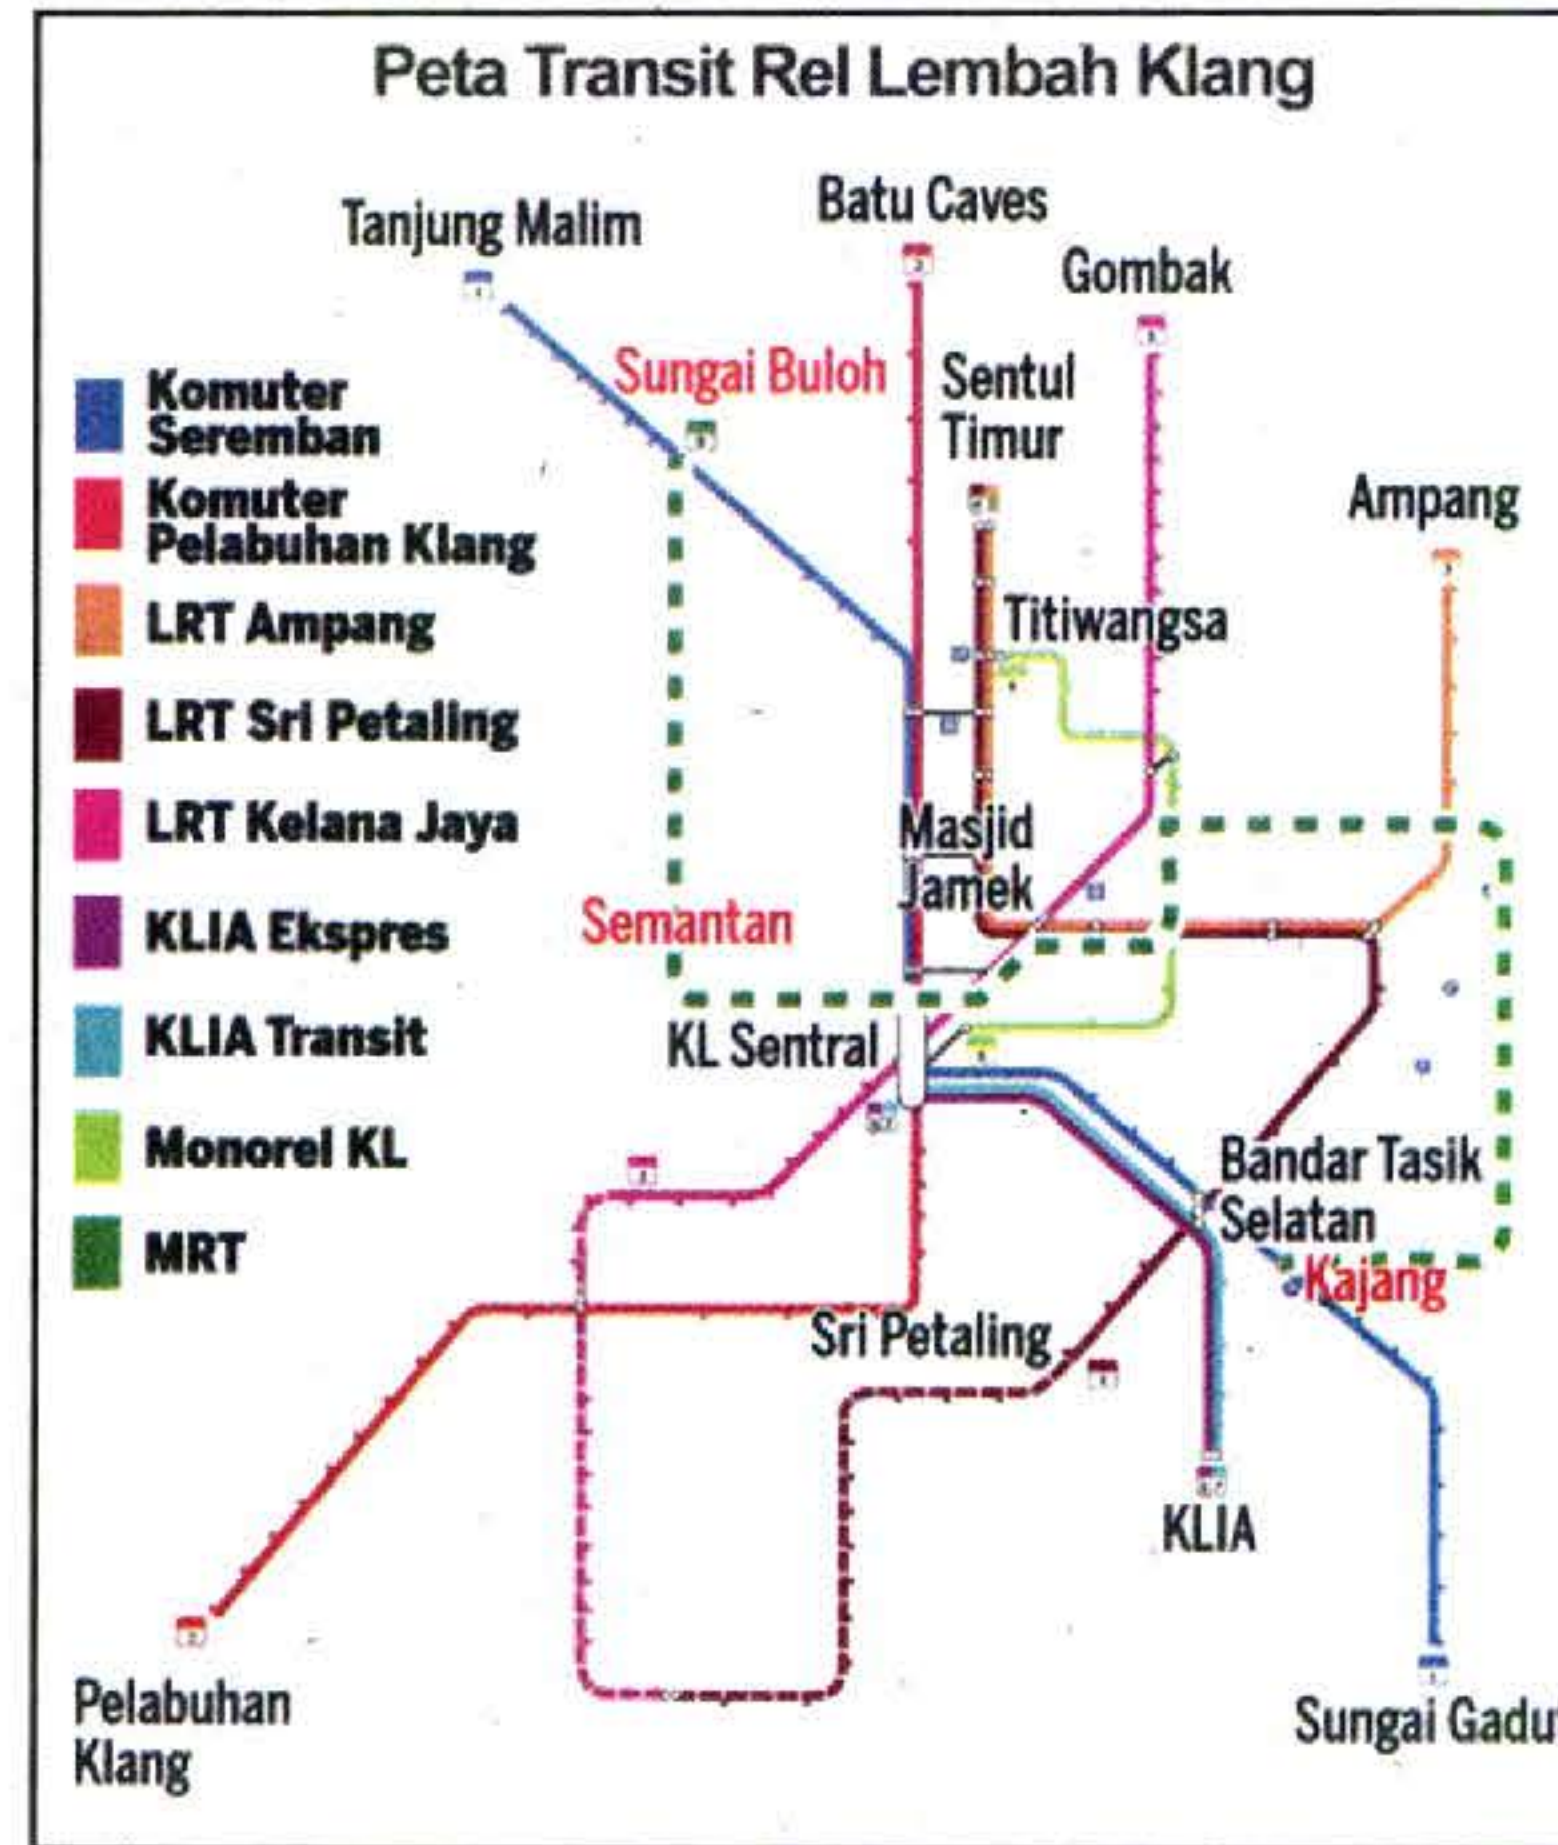 Peta Transit Rel Lembah Klang
Tanjung Malim
Batu Caves
Gombak
Sungai Buloh
Sentul
Timur
Ampang
Komuter
Seremban
Komuter
Pelabuhan Klang
LRT Ampang
LRT Sri Petaling
LRT Kelana Jaya
KLIA Ekspres
KLIA Transit
Monorel KL
MRT
Titiwangsa
Masjid
Jamek
Semantan
KL Sentral
Bandar Tasik
Selatan
Kajang
Sri Petaling
KLIA
Pelabuhan
Klang
Sungai Gadu